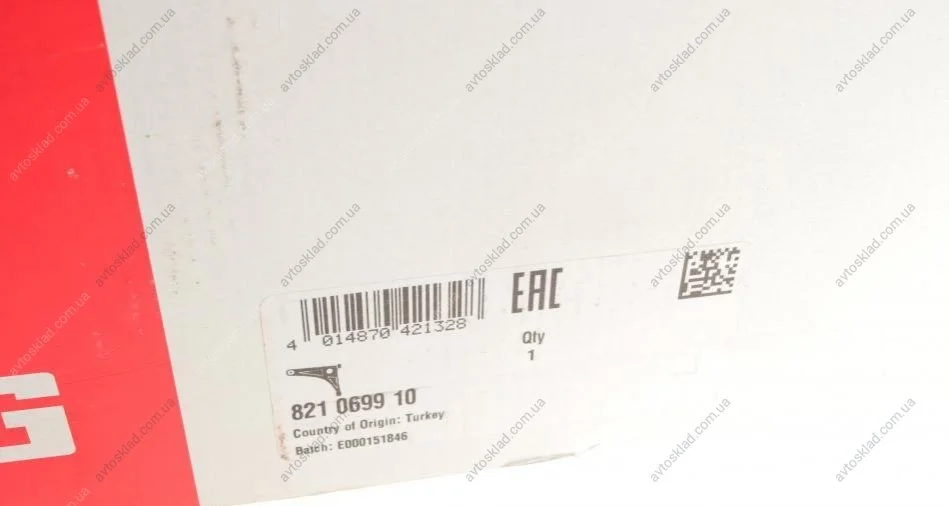 4 014870 421328
EAC
Qty
1
821 0699 10
Country of Origin: Turkey
Batch: E000151846
G
avtosklad.com.ua